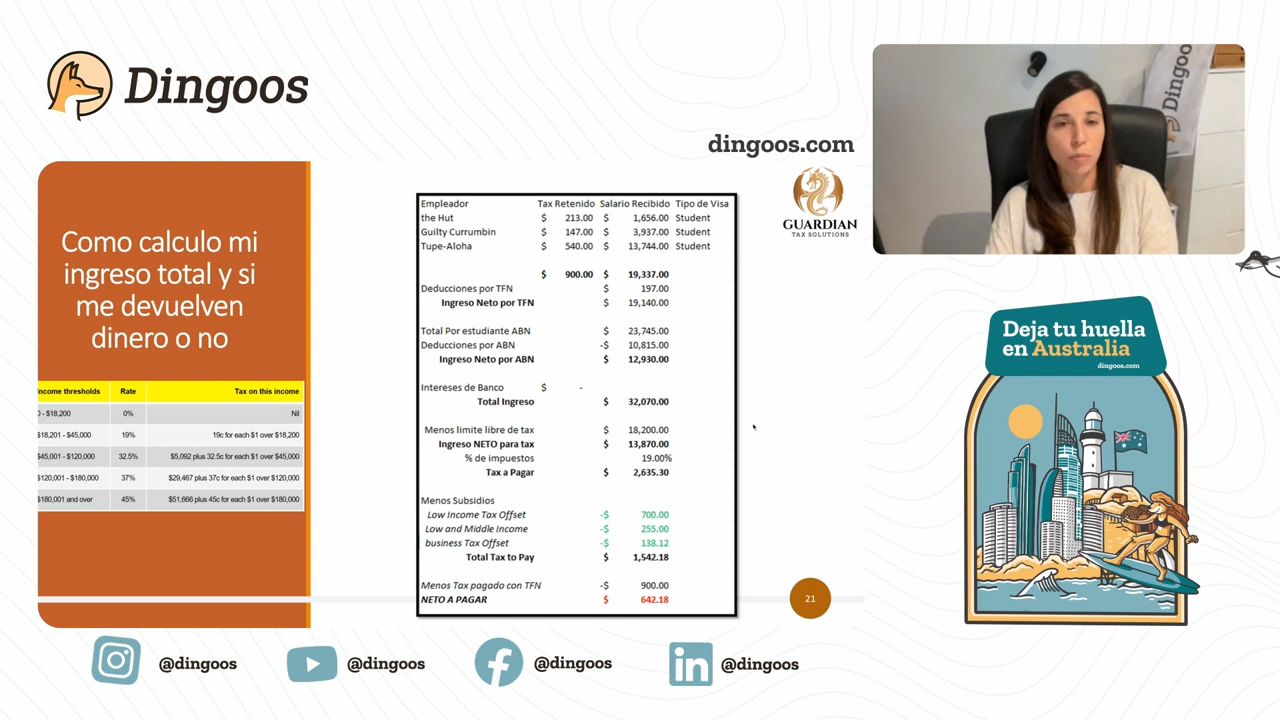 Dingoos
dingoos.com
GUARDIAN
TAX SOLUTIONS
Dingoo
Como calculo mi
ingreso total y si
me devuelven
dinero o no
ncome thresholds Rate Tax on this income
0 - $18,200 0% Nil
$18,201 - $45,000 19% 19c for each $1 over $18,200
$45,001 - $120,000 32.5% $5,092 plus 32.5c for each $1 over $45,000
$120,001 - $180,000 37% $29,467 plus 37c for each $1 over $120,000
$180,001 and over 45% $51,666 plus 45c for each $1 over $180,000
Empleador Tax Retenido Salario Recibido Tipo de Visa
the Hut $ 213.00 $ 1,656.00 Student
Guilty Currumbin $ 147.00 $ 3,937.00 Student
Tupe-Aloha $ 540.00 $ 13,744.00 Student
$ 900.00 $ 19,337.00
Deducciones por TFN $ 197.00
Ingreso Neto por TFN $ 19,140.00
Total Por estudiante ABN $ 23,745.00
Deducciones por ABN -$ 10,815.00
Ingreso Neto por ABN $ 12,930.00
Intereses de Banco $ -
Total Ingreso $ 32,070.00
Menos limite libre de tax $ 18,200.00
Ingreso NETO para tax $ 13,870.00
% de impuestos 19.00%
Tax a Pagar $ 2,635.30
Menos Subsidios
Low Income Tax Offset -$ 700.00
Low and Middle Income -$ 255.00
business Tax Offset -$ 138.12
Total Tax to Pay $ 1,542.18
Menos Tax pagado con TFN -$ 900.00
NETO A PAGAR $ 642.18
21
Deja tu huella
en Australia
dingoos.com
@dingoos
@dingoos
@dingoos
@dingoos